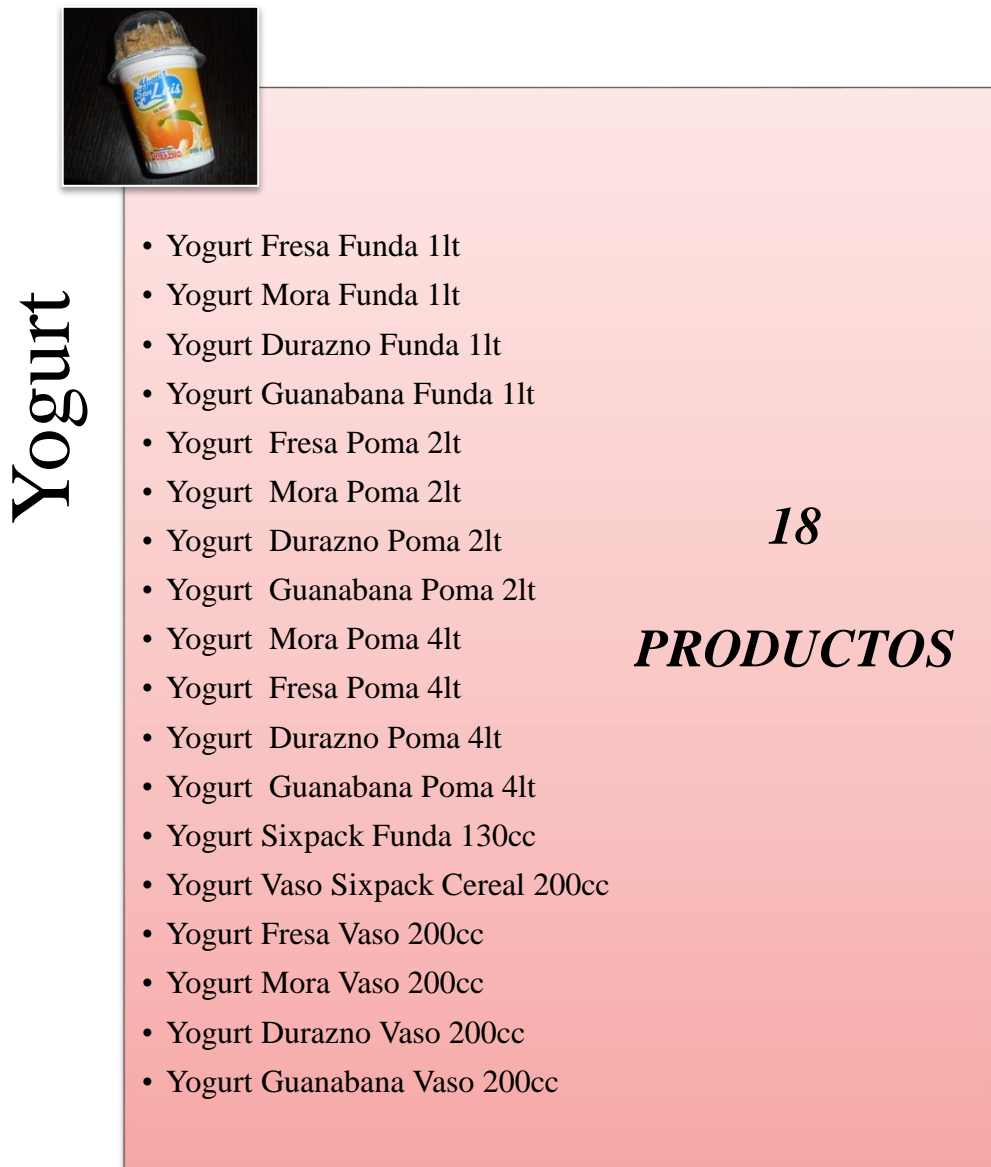 Yogurt
San Luis
DURAZNO
• Yogurt Fresa Funda 1lt
• Yogurt Mora Funda 1lt
• Yogurt Durazno Funda 1lt
• Yogurt Guanabana Funda 1lt
• Yogurt  Fresa Poma 2lt
• Yogurt  Mora Poma 2lt
• Yogurt  Durazno Poma 2lt
• Yogurt  Guanabana Poma 2lt
• Yogurt  Mora Poma 4lt
• Yogurt  Fresa Poma 4lt
• Yogurt  Durazno Poma 4lt
• Yogurt  Guanabana Poma 4lt
• Yogurt Sixpack Funda 130cc
• Yogurt Vaso Sixpack Cereal 200cc
• Yogurt Fresa Vaso 200cc
• Yogurt Mora Vaso 200cc
• Yogurt Durazno Vaso 200cc
• Yogurt Guanabana Vaso 200cc
Yogurt
18
PRODUCTOS